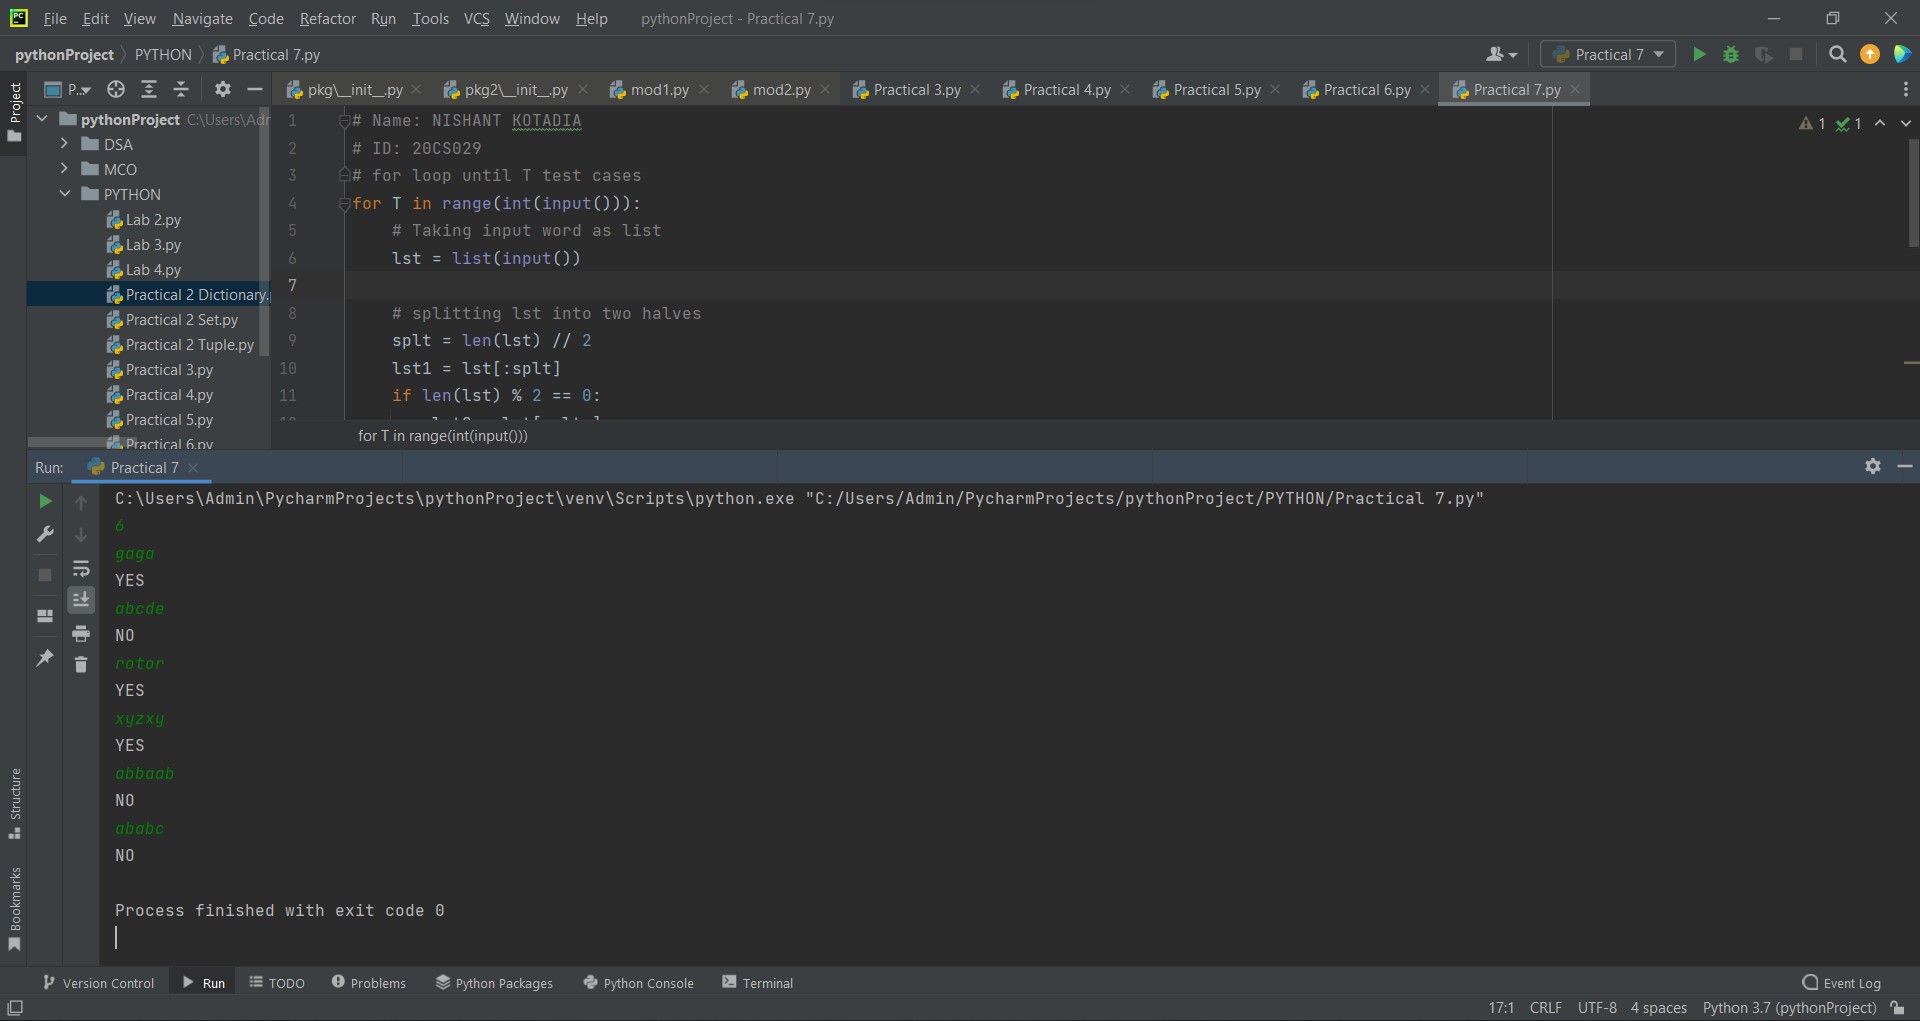 PC File Edit View Navigate Code Refactor Run Tools VCS Window Help pythonProject - Practical 7.py
pythonProject PYTHON Practical 7.py Practical 7
Project
P... pkg\__init__.py pkg2\__init__.py mod1.py mod2.py Practical 3.py Practical 4.py Practical 5.py Practical 6.py Practical 7.py
pythonProject C:\Users\Adr
DSA
MCO
PYTHON
Lab 2.py
Lab 3.py
Lab 4.py
Practical 2 Dictionary.
Practical 2 Set.py
Practical 2 Tuple.py
Practical 3.py
Practical 4.py
Practical 5.py
Practical 6.py
1 # Name: NISHANT KOTADIA
2 # ID: 20CS029
3 # for loop until T test cases
4 for T in range(int(input())):
5 # Taking input word as list
6 lst = list(input())
7
8 # splitting lst into two halves
9 splt = len(lst) // 2
10 lst1 = lst[:splt]
11 if len(lst) % 2 == 0:
1 1
for T in range(int(input()))
Run: Practical 7
C:\Users\Admin\PycharmProjects\pythonProject\venv\Scripts\python.exe "C:/Users/Admin/PycharmProjects/pythonProject/PYTHON/Practical 7.py"
6
gaga
YES
abcde
NO
rotor
YES
xyzxy
YES
abbaab
NO
ababc
NO
Process finished with exit code 0
Structure
Bookmarks
Version Control Run TODO Problems Python Packages Python Console Terminal Event Log
17:1 CRLF UTF-8 4 spaces Python 3.7 (pythonProject)